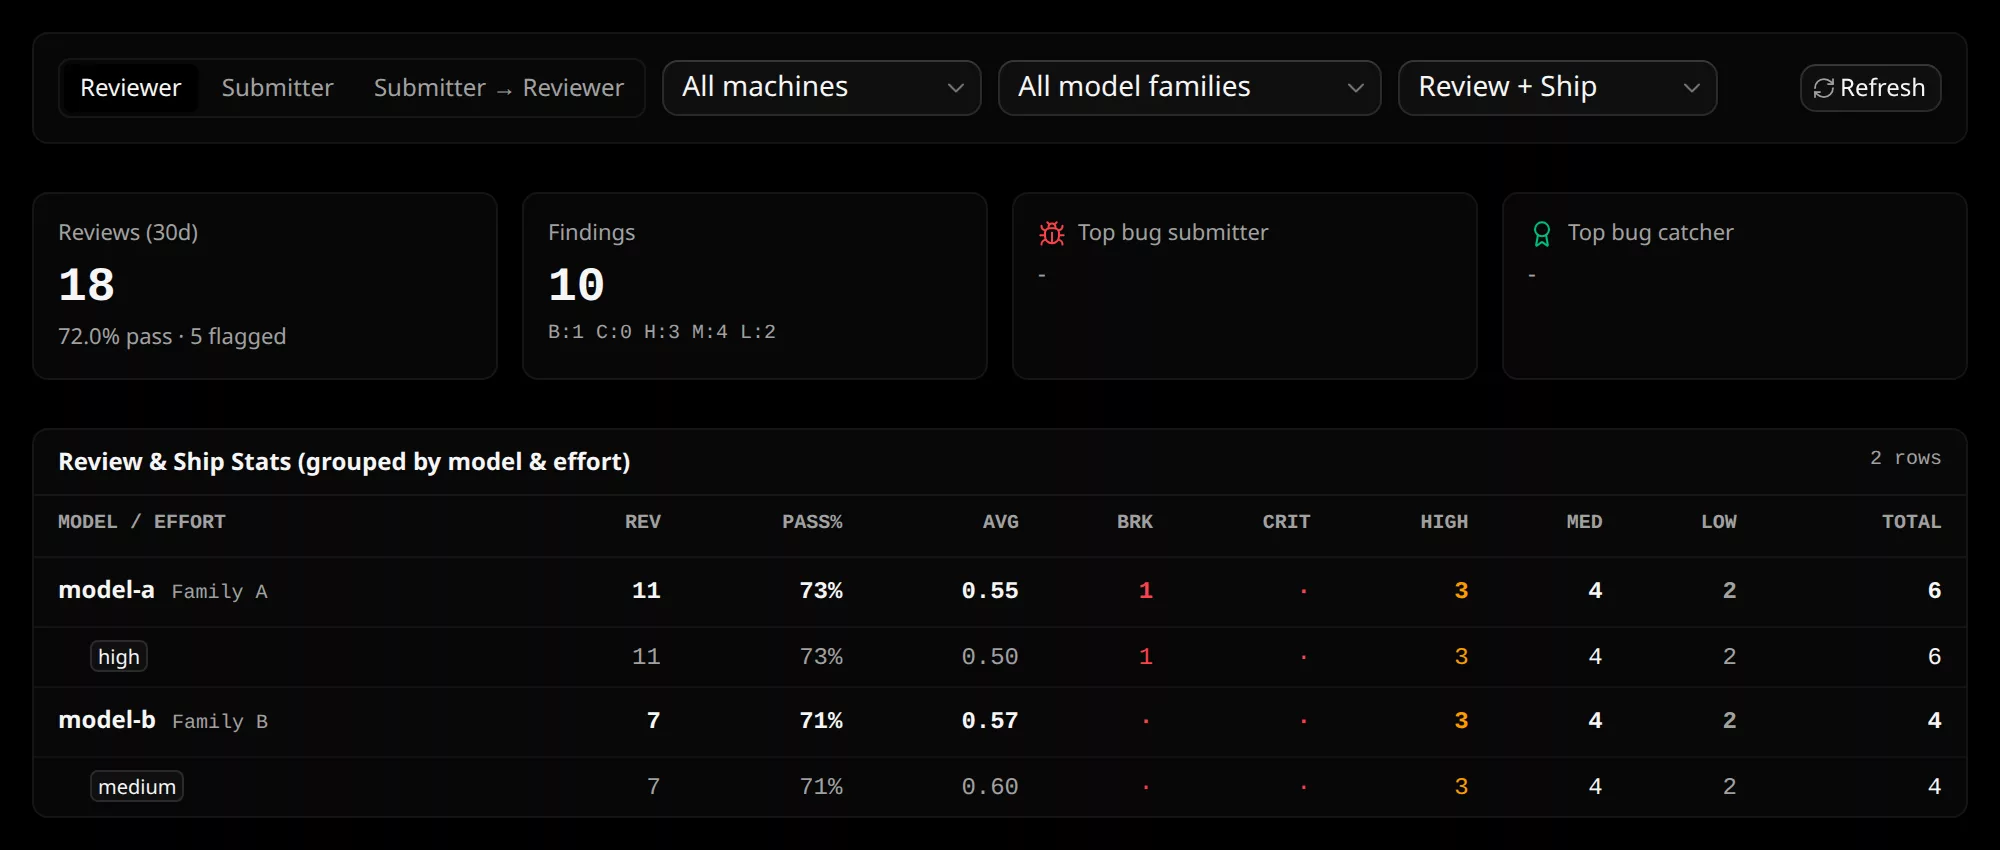 Reviewer Submitter Submitter → Reviewer All machines All model families Review + Ship Refresh
Reviews (30d)
18
72.0% pass · 5 flagged
Findings
10
B:1 C:0 H:3 M:4 L:2
Top bug submitter
-
Top bug catcher
-
Review & Ship Stats (grouped by model & effort) 2 rows
MODEL / EFFORT REV PASS% AVG BRK CRIT HIGH MED LOW TOTAL
model-a Family A 11 73% 0.55 1 · 3 4 2 6
high 11 73% 0.50 1 · 3 4 2 6
model-b Family B 7 71% 0.57 · · 3 4 2 4
medium 7 71% 0.60 · · 3 4 2 4